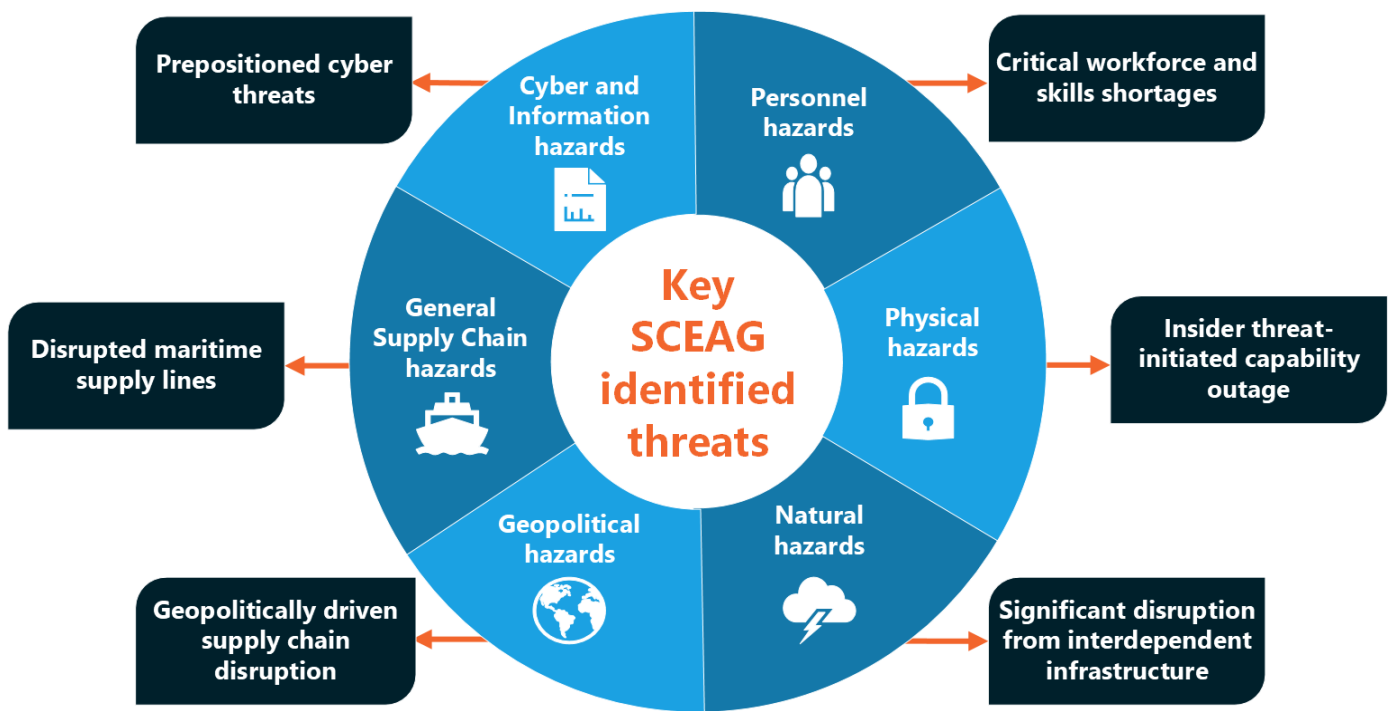 Prepositioned cyber
threats
Cyber and
Information
hazards
Personnel
hazards
Critical workforce and
skills shortages
Disrupted maritime
supply lines
General
Supply Chain
hazards
Key
SCEAG
identified
threats
Physical
hazards
Insider threat-
initiated capability
outage
Geopolitically driven
supply chain
disruption
Geopolitical
hazards
Natural
hazards
Significant disruption
from interdependent
infrastructure